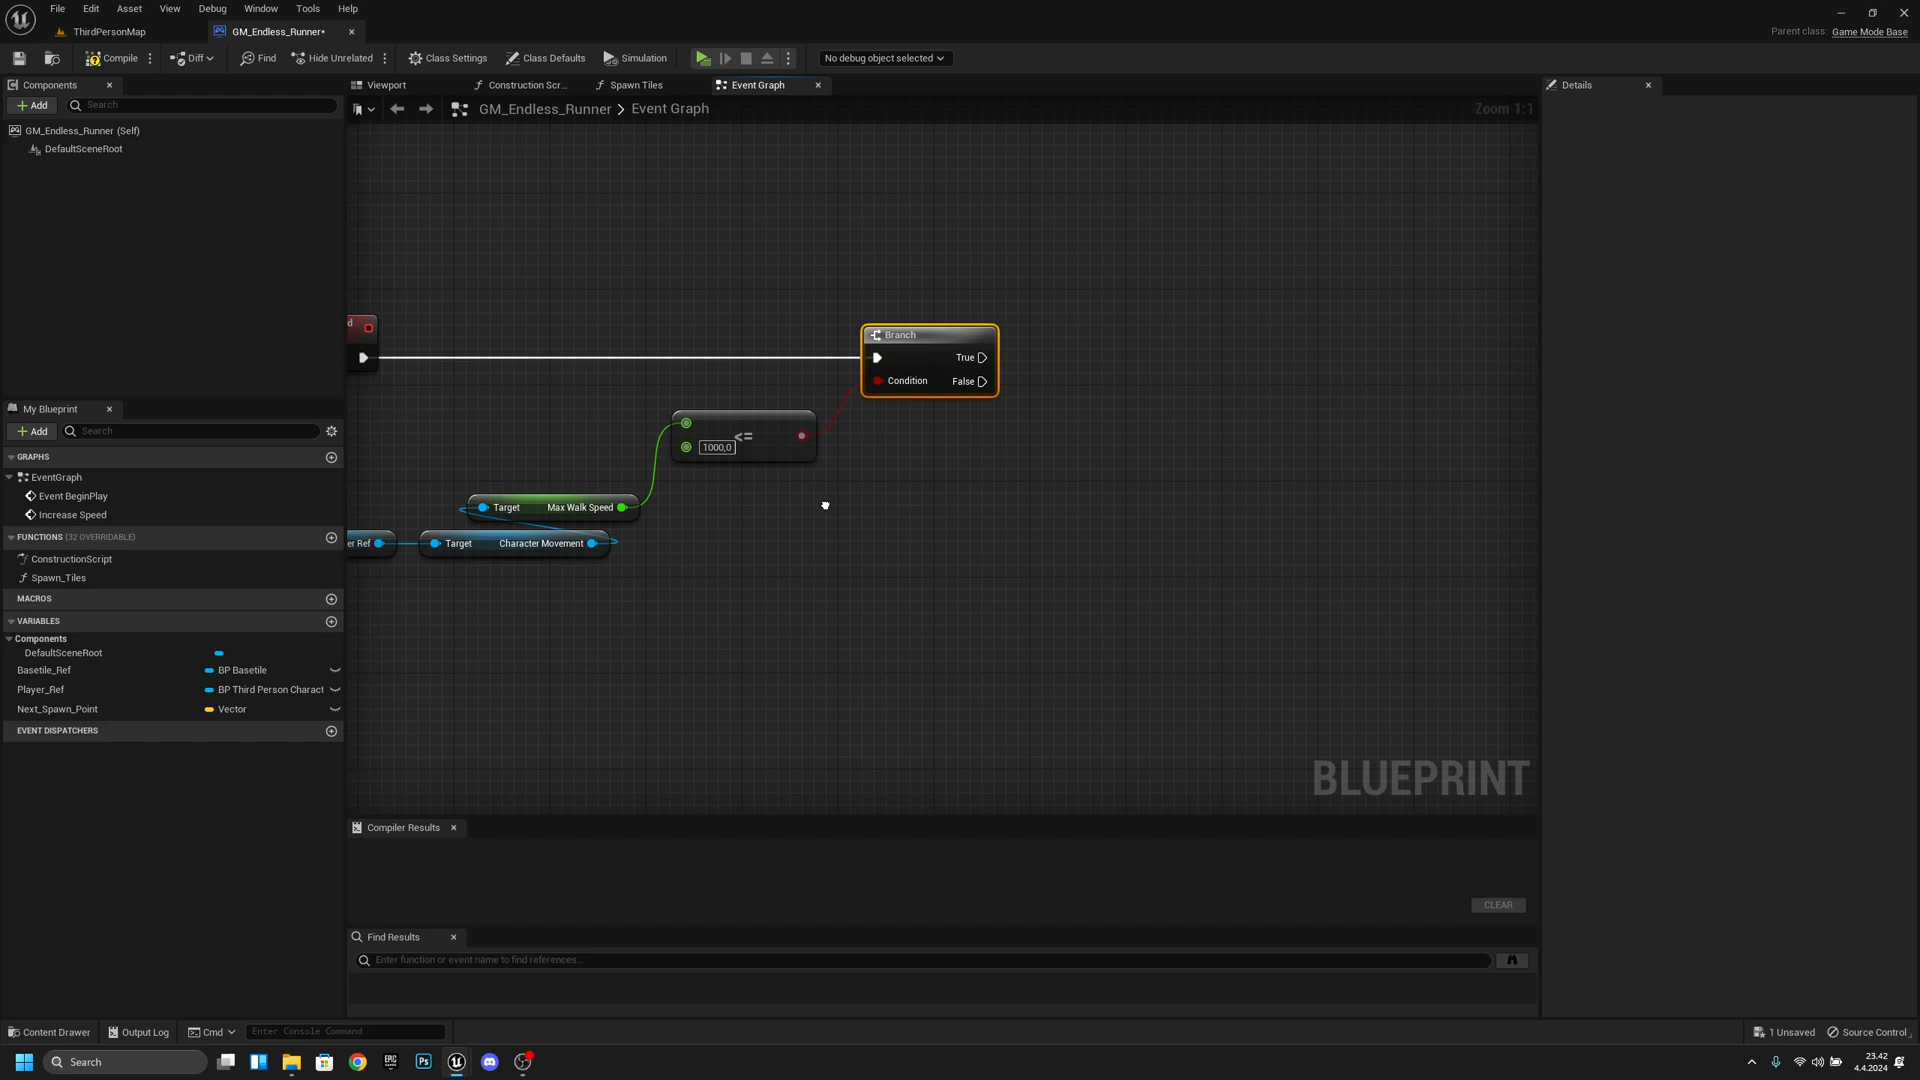 File Edit Asset View Debug Window Tools Help
ThirdPersonMap
GM_Endless_Runner•
Parent class: Game Mode Base
Compile
Diff
Find
Hide Unrelated
Class Settings
Class Defaults
Simulation
No debug object selected
Components
Viewport
Construction Scr...
Spawn Tiles
Event Graph
Details
Add
Search
GM_Endless_Runner > Event Graph
Zoom 1:1
GM_Endless_Runner (Self)
DefaultSceneRoot
d
Branch
True
Condition
False
<=
1000,0
Target Max Walk Speed
er Ref
Target Character Movement
My Blueprint
Add
Search
GRAPHS
EventGraph
Event BeginPlay
Increase Speed
FUNCTIONS (32 OVERRIDABLE)
ConstructionScript
Spawn_Tiles
MACROS
VARIABLES
Components
DefaultSceneRoot
Basetile_Ref BP Basetile
Player_Ref BP Third Person Charact
Next_Spawn_Point Vector
EVENT DISPATCHERS
BLUEPRINT
Compiler Results
CLEAR
Find Results
Enter function or event name to find references...
Content Drawer
Output Log
Cmd
Enter Console Command
1 Unsaved
Source Control
Search
EPIC
Ps
23.42
4.4.2024